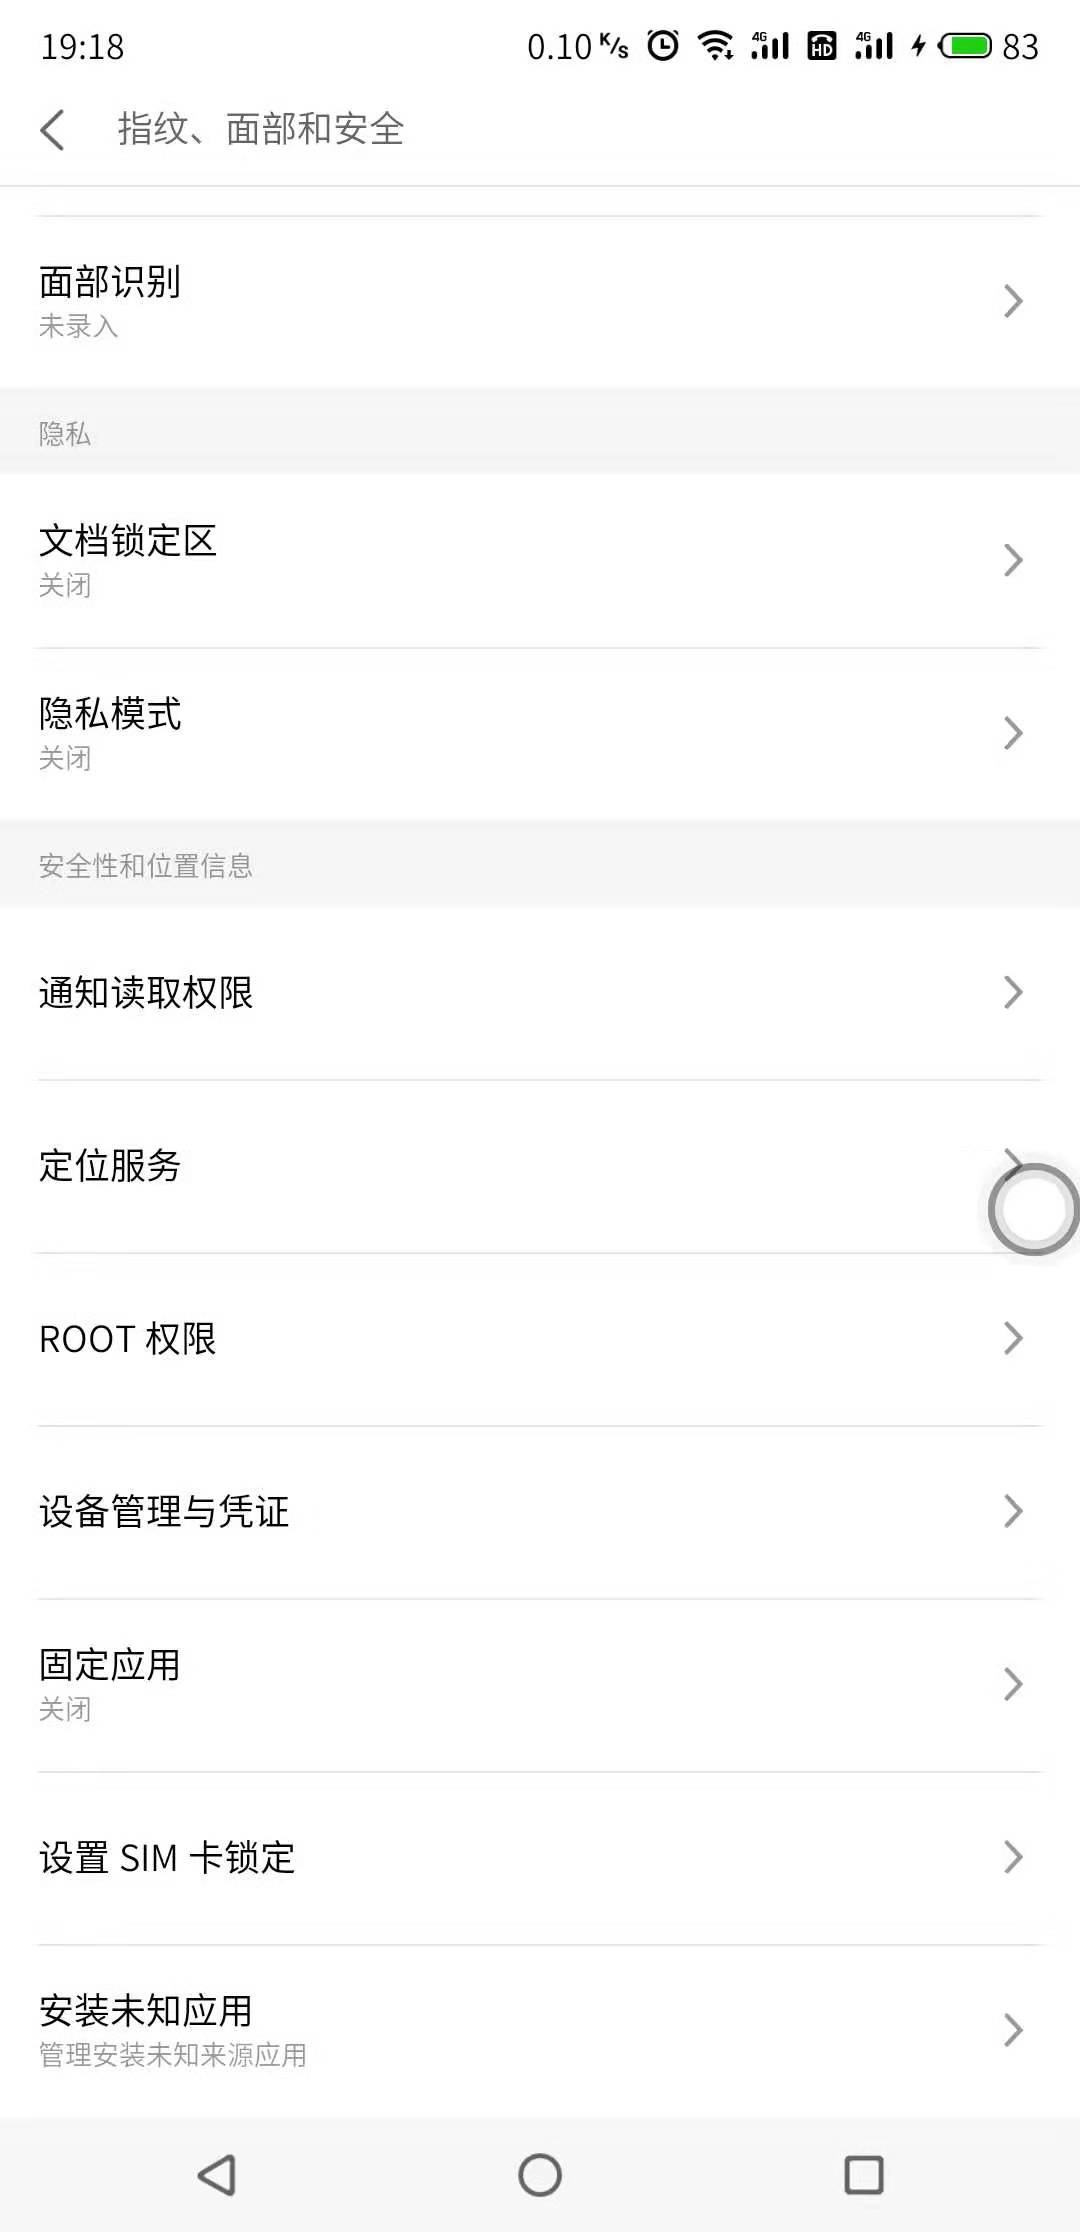 19:18 0.10 K/s 4G HD 4G 83
指纹、面部和安全
面部识别
未录入
隐私
文档锁定区
关闭
隐私模式
关闭
安全性和位置信息
通知读取权限
定位服务
ROOT 权限
设备管理与凭证
固定应用
关闭
设置 SIM 卡锁定
安装未知应用
管理安装未知来源应用